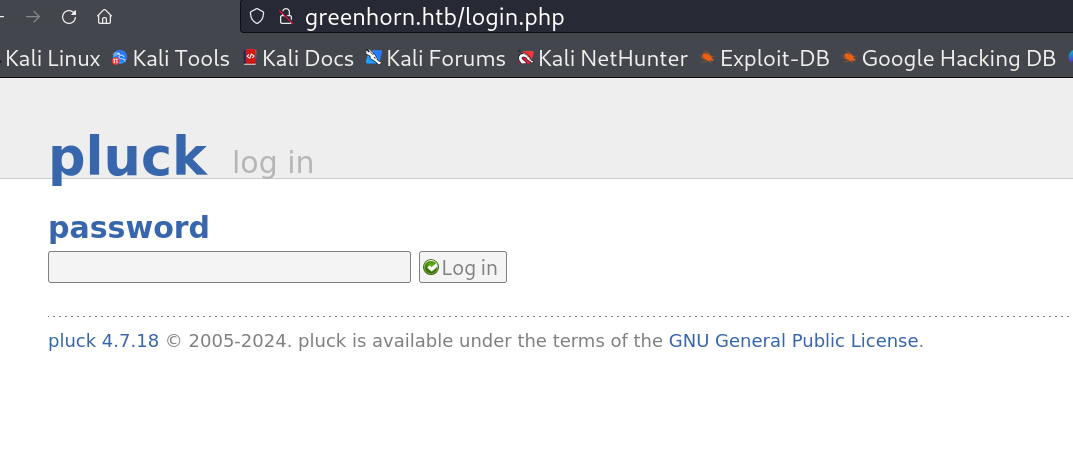 greenhorn.htb/login.php
Kali Linux Kali Tools Kali Docs Kali Forums Kali NetHunter Exploit-DB Google Hacking DB
pluck log in
password
Log in
pluck 4.7.18 © 2005-2024. pluck is available under the terms of the GNU General Public License.